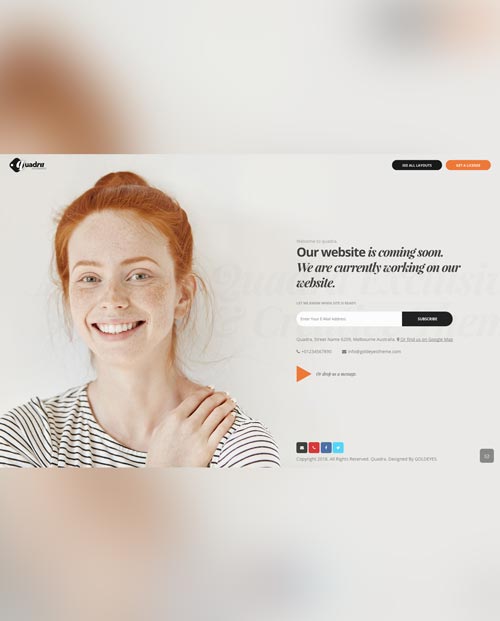 Quadra
SEE ALL LAYOUTS
GET A LICENSE
Welcome to Quadra.
Our website is coming soon.
We are currently working on our
website.
LET ME KNOW WHEN SITE IS READY!
Enter Your E-Mail Address
SUBSCRIBE
Quadra, Street Name 6209, Melbourne Australia. Or find us on Google Map
+01234567890 info@goldeyestheme.com
Or drop us a message.
Copyright 2018, All Rights Reserved. Quadra. Designed By GOLDEYES